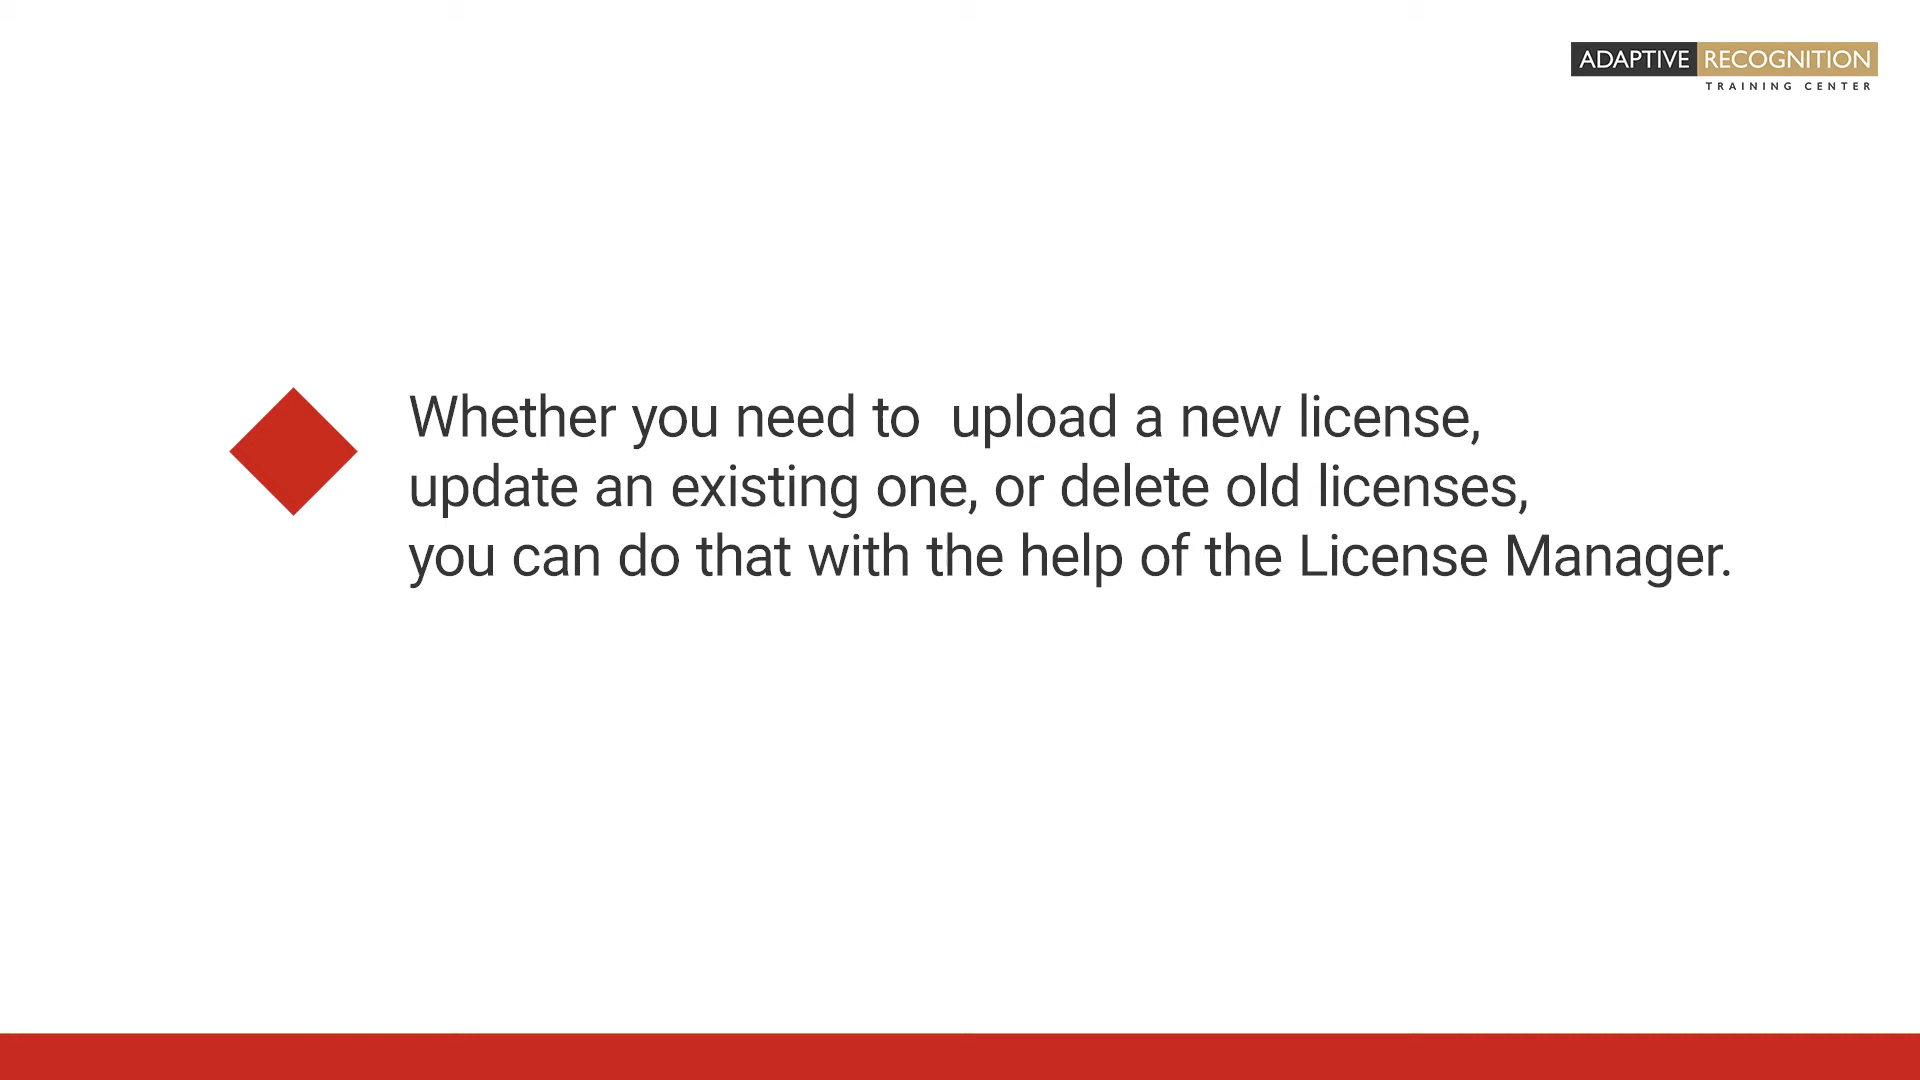 ADAPTIVE RECOGNITION
TRAINING CENTER
Whether you need to  upload a new license,
update an existing one, or delete old licenses,
you can do that with the help of the License Manager.